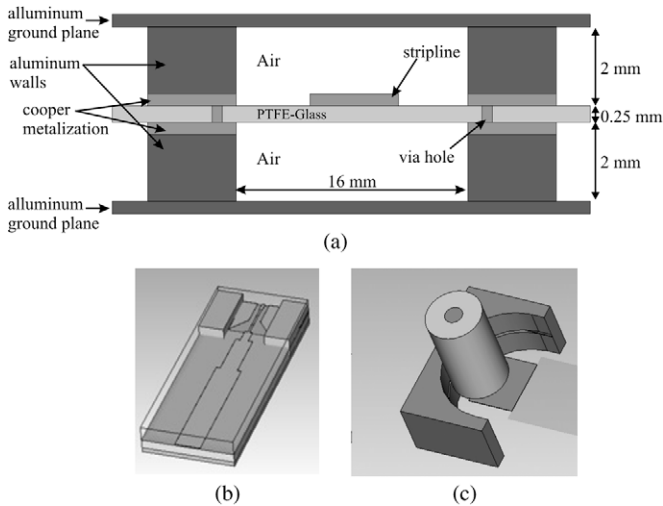 alluminum
ground plane
stripline
Air
aluminum
walls
2 mm
cooper
metalization
PTFE-Glass
0.25 mm
Air
via hole
2 mm
16 mm
alluminum
ground plane
(a)
(b)
(c)